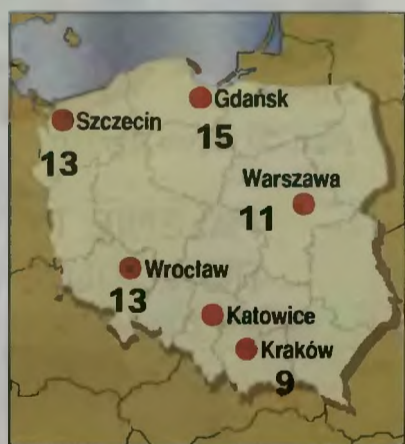 Gdańsk
15
Szczecin
13
Warszawa
11
Wrocław
13
Katowice
Kraków
9